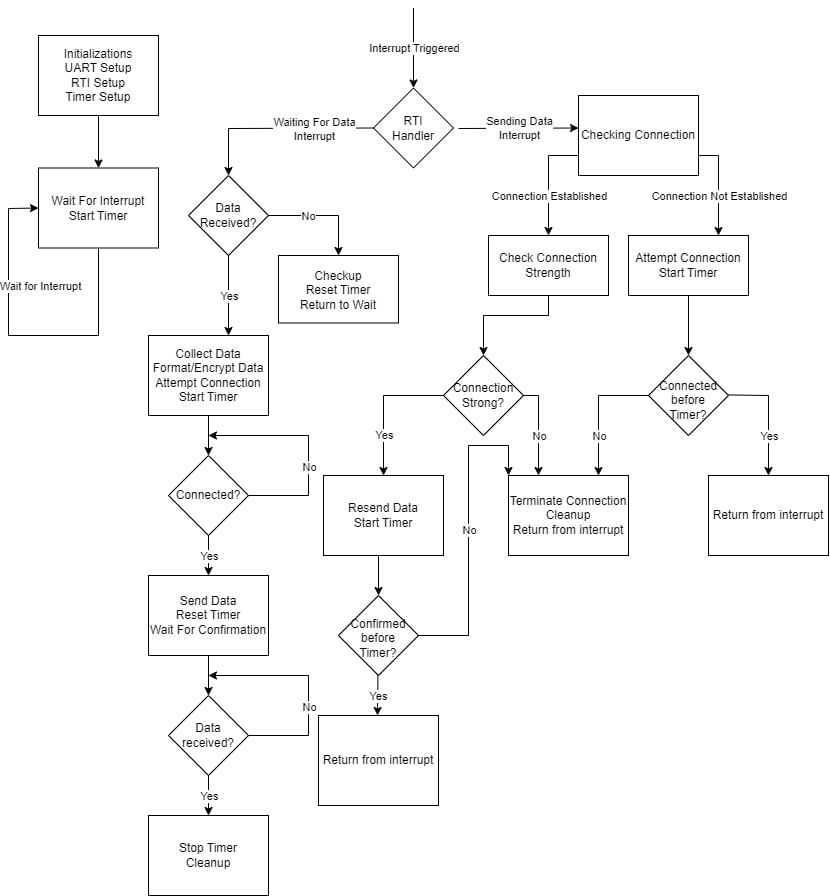 Interrupt Triggered
Initializations
UART Setup
RTI Setup
Timer Setup
RTI
Handler
Waiting For Data
Interrupt
Sending Data
Interrupt
Checking Connection
Wait For Interrupt
Start Timer
Wait for Interrupt
Data
Received?
No
Checkup
Reset Timer
Return to Wait
Yes
Connection Established
Connection Not Established
Check Connection
Strength
Attempt Connection
Start Timer
Collect Data
Format/Encrypt Data
Attempt Connection
Start Timer
Connection
Strong?
Connected
before
Timer?
Yes
No
No
Yes
No
Connected?
Resend Data
Start Timer
No
Terminate Connection
Cleanup
Return from interrupt
Return from interrupt
Yes
Send Data
Reset Timer
Wait For Confirmation
Confirmed
before
Timer?
Yes
No
Data
received?
Return from interrupt
Yes
Stop Timer
Cleanup